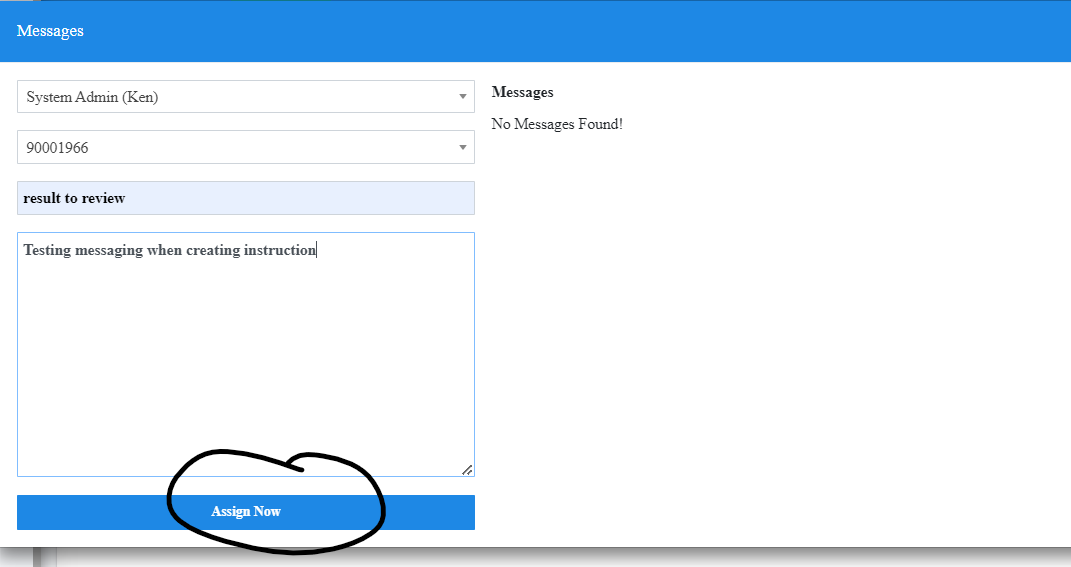 Messages
System Admin (Ken)
90001966
result to review
Testing messaging when creating instruction
Assign Now
Messages
No Messages Found!